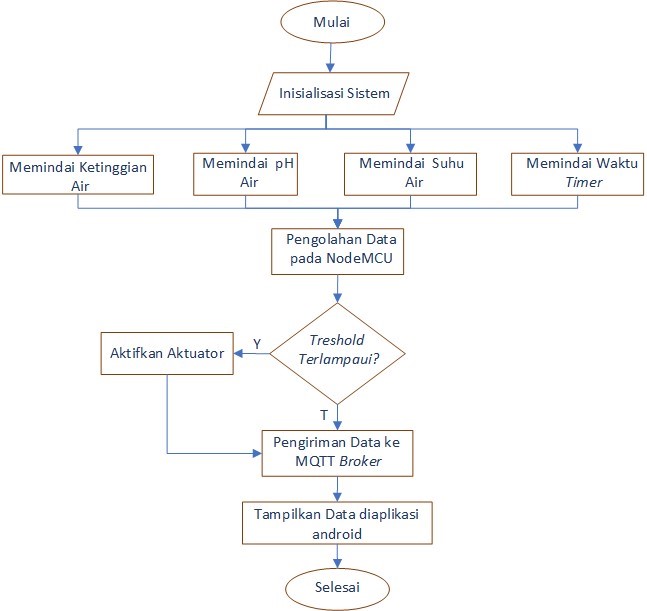 Mulai
Inisialisasi Sistem
Memindai Ketinggian
Air
Memindai pH
Air
Memindai Suhu
Air
Memindai Waktu
Timer
Pengolahan Data
pada NodeMCU
Treshold
Terlampaui?
Y
Aktifkan Aktuator
T
Pengiriman Data ke
MQTT Broker
Tampilkan Data diaplikasi
android
Selesai